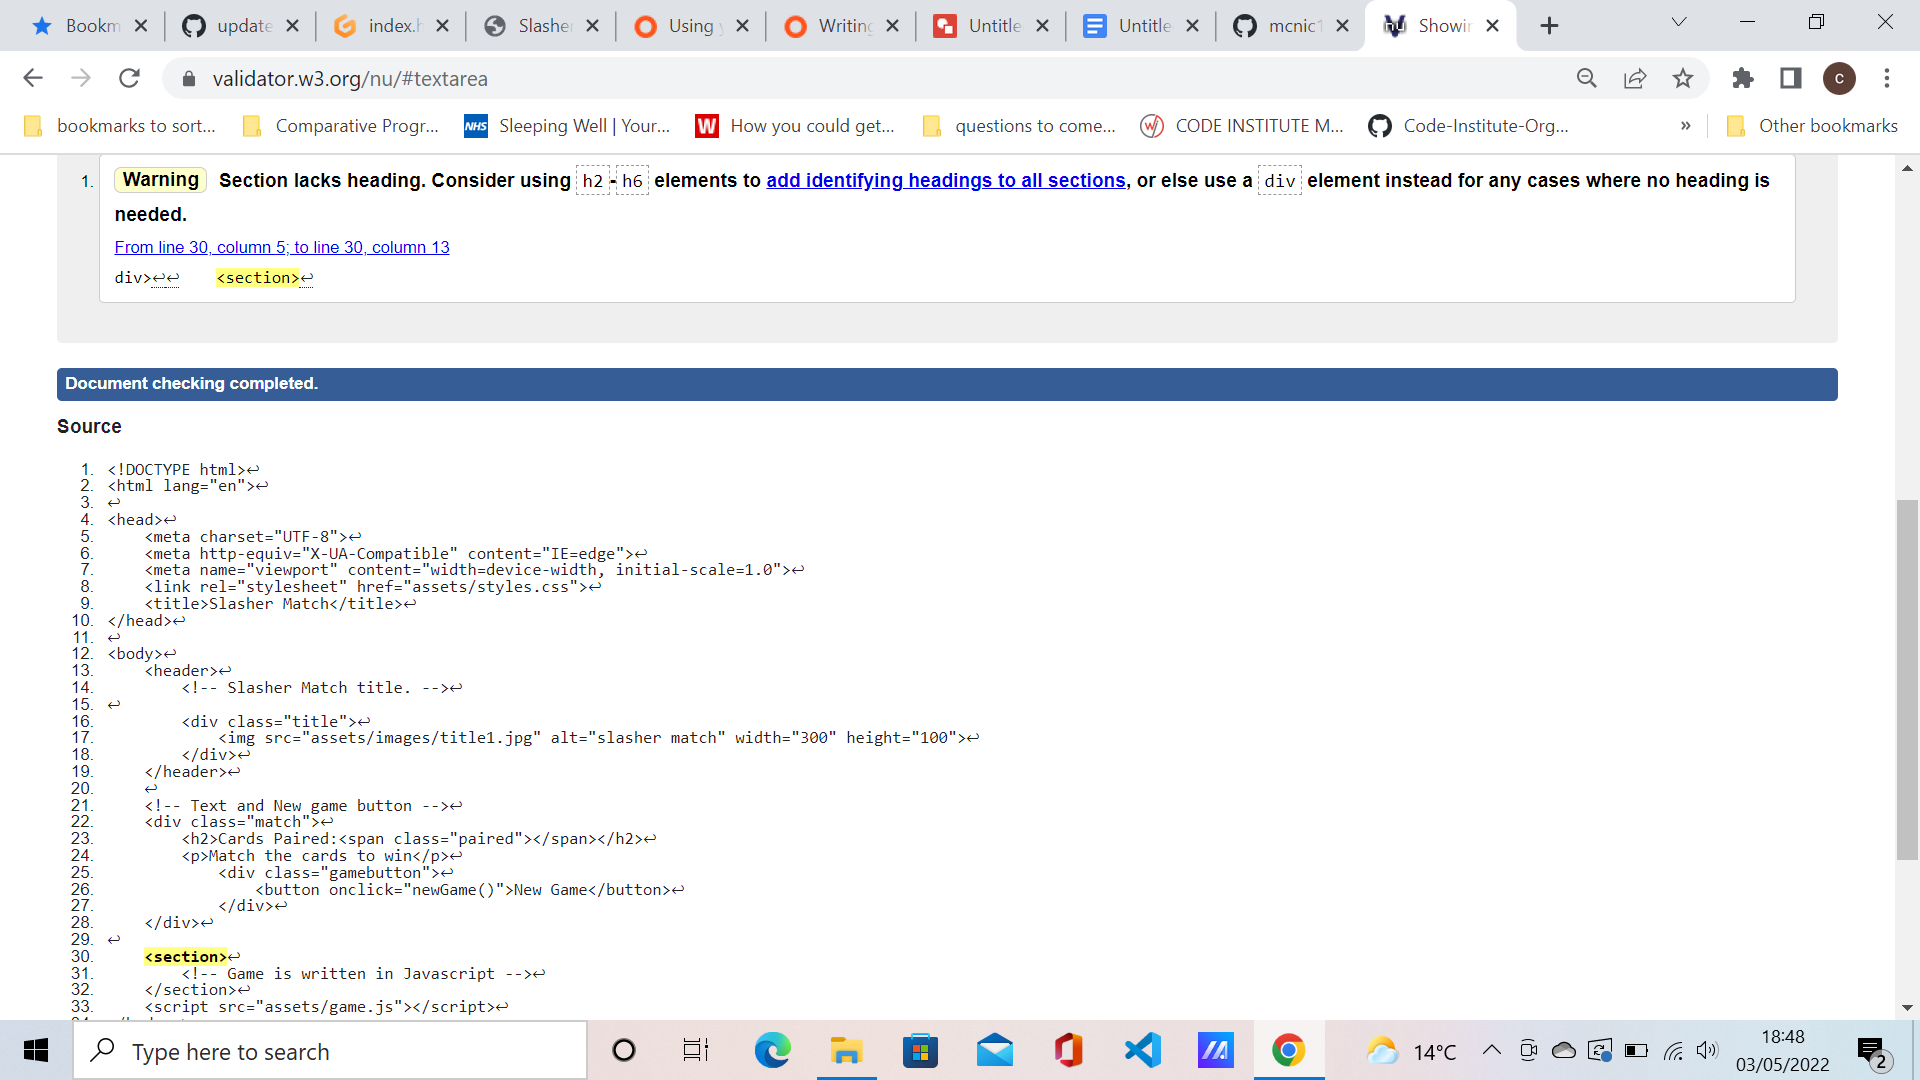 Bookm
update
index.h
Slasher
Using y
Writing
Untitle
Untitle
mcnic1
Showin
validator.w3.org/nu/#textarea
c
bookmarks to sort...
Comparative Progr...
NHS
Sleeping Well | Your...
W
How you could get...
questions to come...
CODE INSTITUTE M...
Code-Institute-Org...
»
Other bookmarks
1. Warning Section lacks heading. Consider using h2-h6 elements to add identifying headings to all sections, or else use a div element instead for any cases where no heading is
needed.
From line 30, column 5; to line 30, column 13
div>↩↩    <section>↩
Document checking completed.
Source
1. <!DOCTYPE html>↩
2. <html lang="en">↩
3. ↩
4. <head>↩
5.     <meta charset="UTF-8">↩
6.     <meta http-equiv="X-UA-Compatible" content="IE=edge">↩
7.     <meta name="viewport" content="width=device-width, initial-scale=1.0">↩
8.     <link rel="stylesheet" href="assets/styles.css">↩
9.     <title>Slasher Match</title>↩
10. </head>↩
11. ↩
12. <body>↩
13.     <header>↩
14.         <!-- Slasher Match title. -->↩
15. ↩
16.         <div class="title">↩
17.             <img src="assets/images/title1.jpg" alt="slasher match" width="300" height="100">↩
18.         </div>↩
19.     </header>↩
20.     ↩
21.     <!-- Text and New game button -->↩
22.     <div class="match">↩
23.         <h2>Cards Paired:<span class="paired"></span></h2>↩
24.         <p>Match the cards to win</p>↩
25.             <div class="gamebutton">↩
26.                 <button onclick="newGame()">New Game</button>↩
27.             </div>↩
28.     </div>↩
29. ↩
30.     <section>↩
31.         <!-- Game is written in Javascript -->↩
32.     </section>↩
33.     <script src="assets/game.js"></script>↩
Type here to search
14°C
18:48
03/05/2022
2